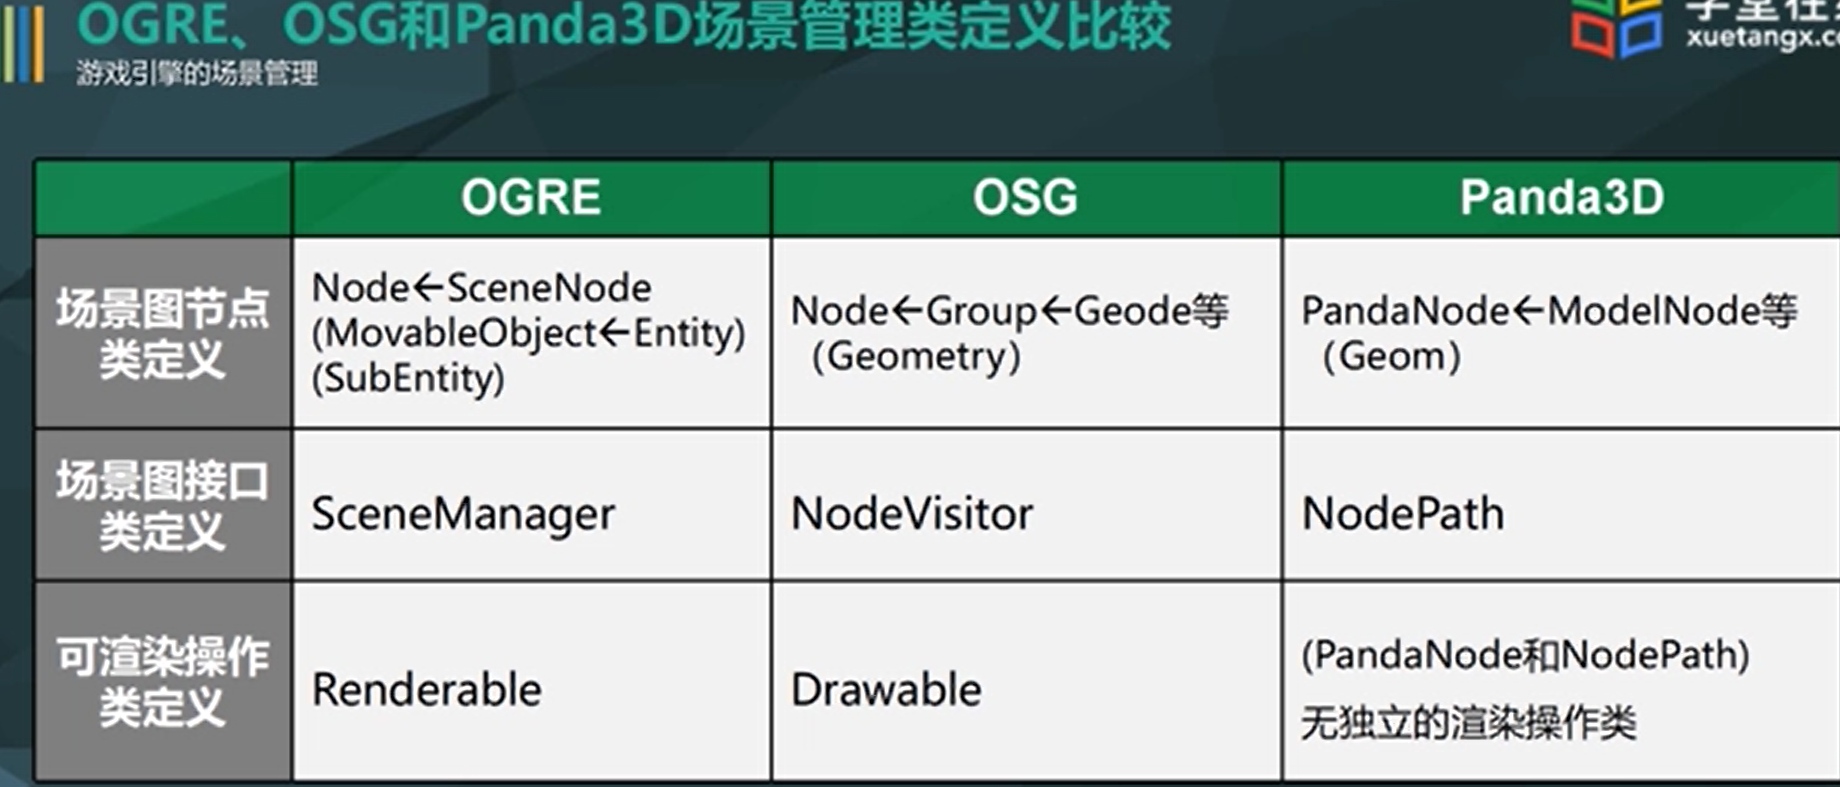 OGRE、OSG和Panda3D场景管理类定义比较
游戏引擎的场景管理
学堂在
xuetangx.co
OGRE
OSG
Panda3D
场景图节点
类定义
Node←SceneNode
(MovableObject←Entity)
(SubEntity)
Node←Group←Geode等
（Geometry）
PandaNode←ModelNode等
（Geom）
场景图接口
类定义
SceneManager
NodeVisitor
NodePath
可渲染操作
类定义
Renderable
Drawable
(PandaNode和NodePath)
无独立的渲染操作类